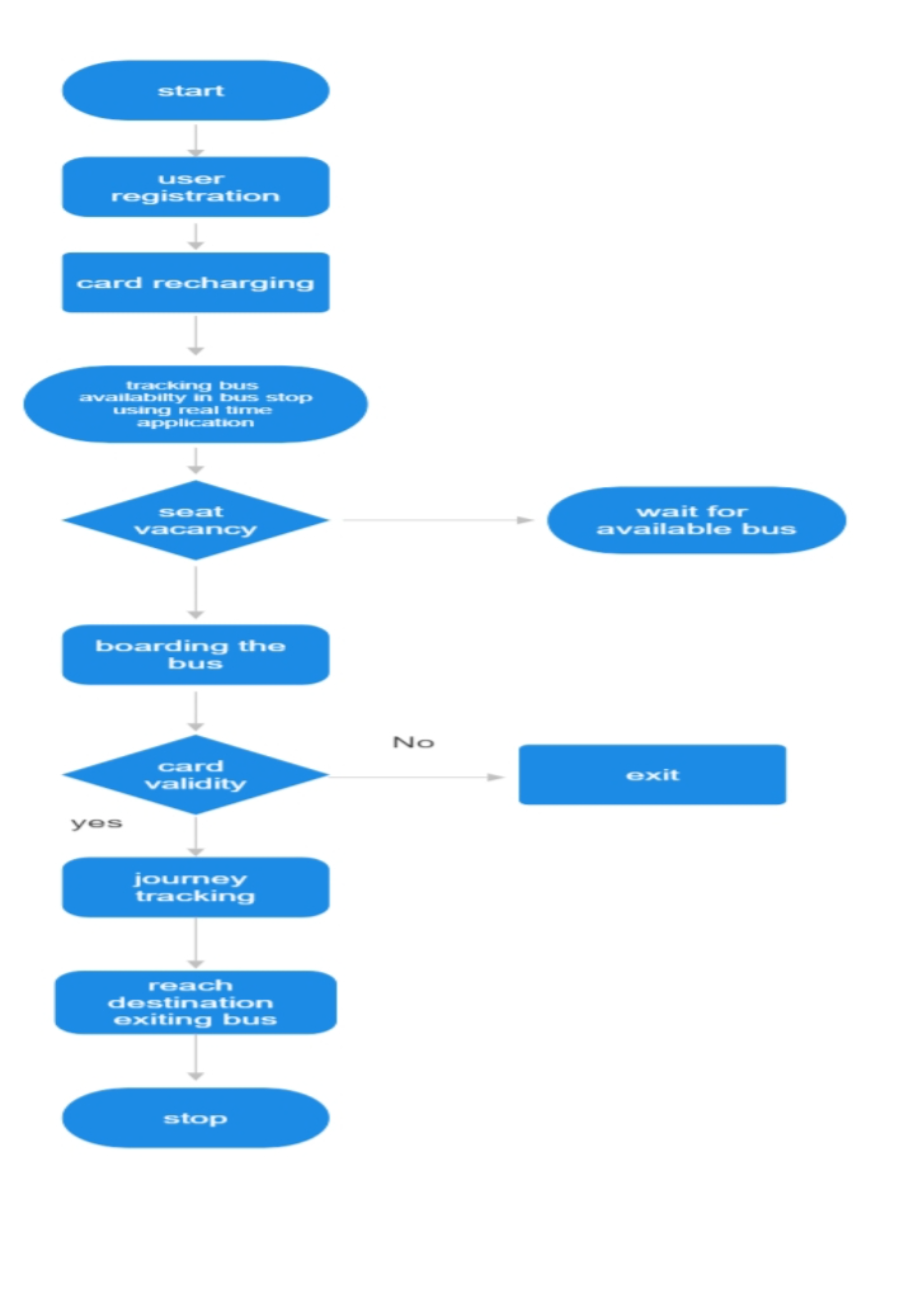 start
user
registration
card recharging
tracking bus
availabilty in bus stop
using real time
application
seat
vacancy
wait for
available bus
boarding the
bus
card
validity
No
exit
yes
journey
tracking
reach
destination
exiting bus
stop